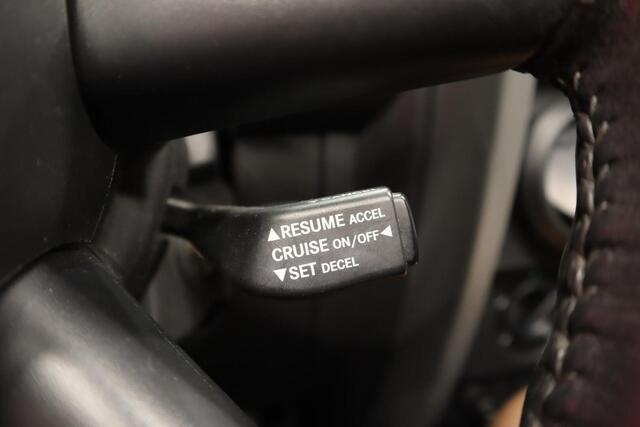 ▲RESUME ACCEL
CRUISE ON/OFF◀
▼SET DECEL